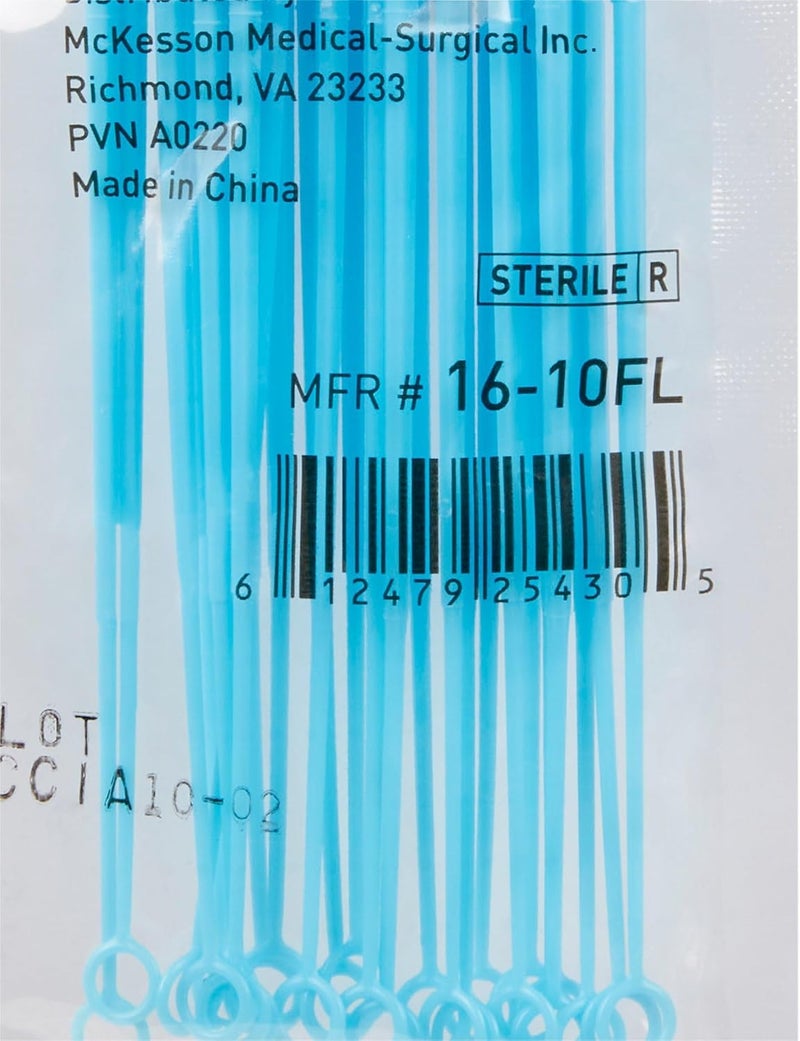 McKesson Medical-Surgical Inc.
Richmond, VA 23233
PVN A0220
Made in China
STERILE R
MFR # 16-10FL
6 12479 25430 5
LOT
CCIA10-02